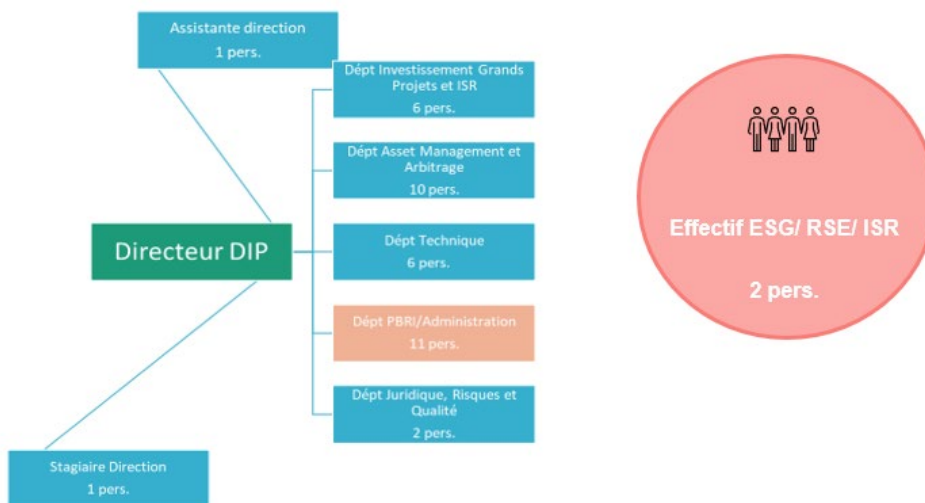 Assistante direction
1 pers.
Dépt Investissement Grands
Projets et ISR
6 pers.
Dépt Asset Management et
Arbitrage
10 pers.
Directeur DIP
Dépt Technique
6 pers.
Dépt PBRI/Administration
11 pers.
Dépt Juridique, Risques et
Qualité
2 pers.
Stagiaire Direction
1 pers.
Effectif ESG/ RSE/ ISR
2 pers.